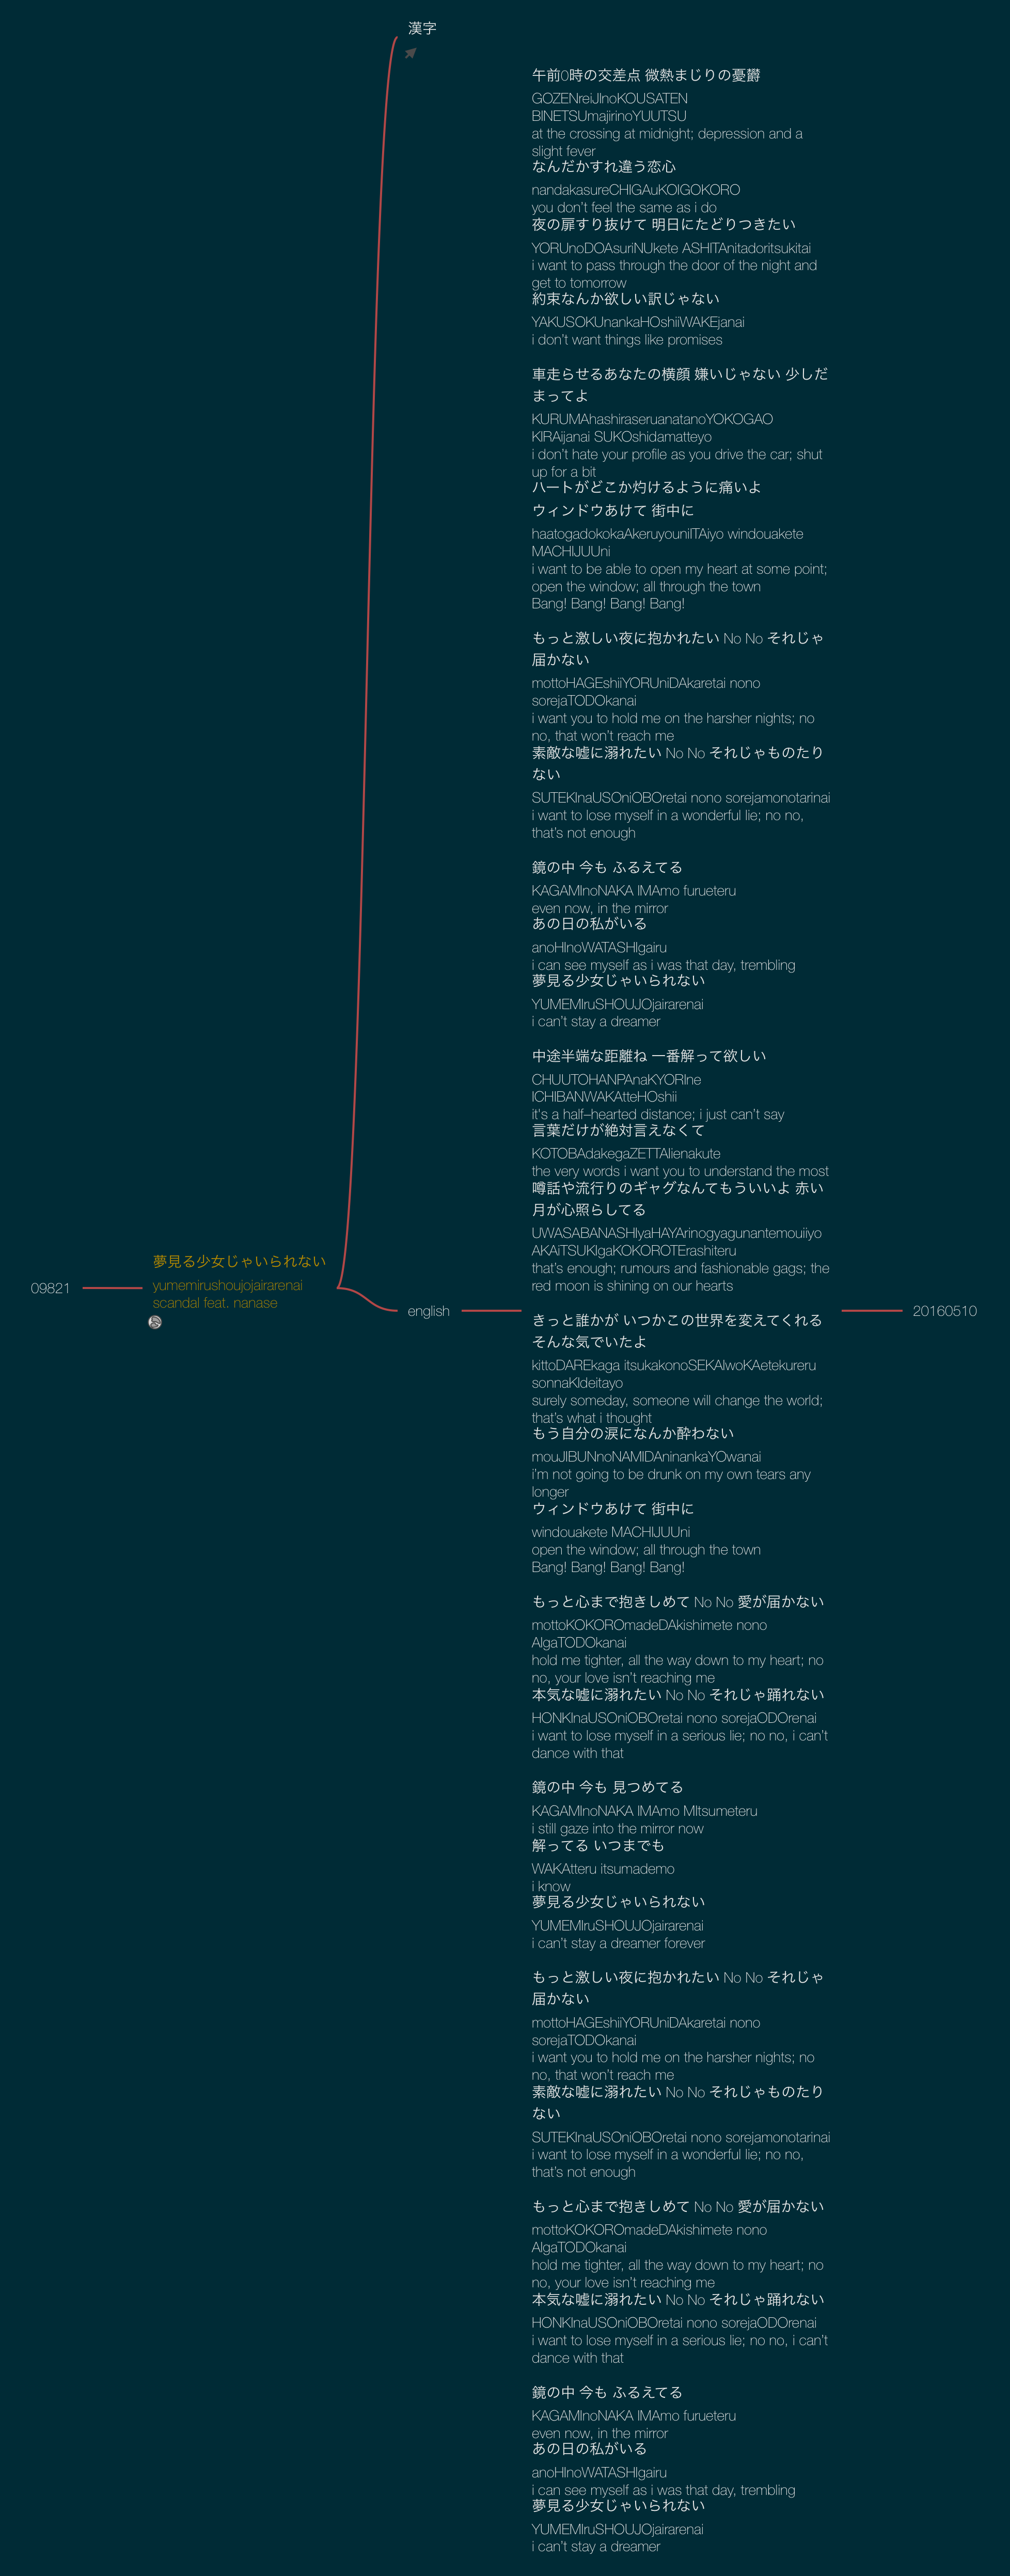 漢字
午前0時の交差点 微熱まじりの憂欝
GOZENreiJInoKOUSATEN
BINETSUmajirinoYUUTSU
at the crossing at midnight; depression and a
slight fever
なんだかすれ違う恋心
nandakasureCHIGAuKOIGOKORO
you don't feel the same as i do
夜の扉すり抜けて 明日にたどりつきたい
YORUnoDOAsuriNUkete ASHITAnitadoritsukitai
i want to pass through the door of the night and
get to tomorrow
約束なんか欲しい訳じゃない
YAKUSOKUnankaHOshiiWAKEjanai
i don't want things like promises
車走らせるあなたの横顔 嫌いじゃない 少しだ
まってよ
KURUMAhashiraseruanatanoYOKOGAO
KIRAijanai SUKOshidamatteyo
i don't hate your profile as you drive the car; shut
up for a bit
ハートがどこか灼けるように痛いよ
ウィンドウあけて 街中に
haatogadokokaAkeruyouniITAiyo windouakete
MACHIJUUni
i want to be able to open my heart at some point;
open the window; all through the town
Bang! Bang! Bang! Bang!
もっと激しい夜に抱かれたい No No それじゃ
届かない
mottoHAGEshiiYORUniDAkaretai nono
sorejaTODOkanai
i want you to hold me on the harsher nights; no
no, that won't reach me
素敵な嘘に溺れたい No No それじゃものたり
ない
SUTEKInaUSOniOBOretai nono sorejamonotarinai
i want to lose myself in a wonderful lie; no no,
that's not enough
鏡の中 今も ふるえてる
KAGAMInoNAKA IMAmo furueteru
even now, in the mirror
あの日の私がいる
anoHInoWATASHIgairu
i can see myself as i was that day, trembling
夢見る少女じゃいられない
YUMEMIruSHOUJOjairarenai
i can't stay a dreamer
中途半端な距離ね 一番解って欲しい
CHUUTOHANPAnaKYORIne
ICHIBANWAKAtteHOshii
it's a half–hearted distance; i just can't say
言葉だけが絶対言えなくて
KOTOBAdakegaZETTAIienakute
the very words i want you to understand the most
噂話や流行りのギャグなんてもういいよ 赤い
月が心照らしてる
UWASABANASHIyaHAYArinogyagunantemouiiyo
AKAiTSUKIgaKOKOROTErashiteru
that's enough; rumours and fashionable gags; the
red moon is shining on our hearts
09821
夢見る少女じゃいられない
yumemirushoujojairarenai
scandal feat. nanase
english
20160510
きっと誰かが いつかこの世界を変えてくれる
そんな気でいたよ
kittoDAREkaga itsukakonoSEKAIwoKAetekureru
sonnaKIdeitayo
surely someday, someone will change the world;
that's what i thought
もう自分の涙になんか酔わない
mouJIBUNnoNAMIDAninankaYOwanai
i'm not going to be drunk on my own tears any
longer
ウィンドウあけて 街中に
windouakete MACHIJUUni
open the window; all through the town
Bang! Bang! Bang! Bang!
もっと心まで抱きしめて No No 愛が届かない
mottoKOKOROmadeDAkishimete nono
AIgaTODOkanai
hold me tighter, all the way down to my heart; no
no, your love isn't reaching me
本気な嘘に溺れたい No No それじゃ踊れない
HONKInaUSOniOBOretai nono sorejaODOrenai
i want to lose myself in a serious lie; no no, i can't
dance with that
鏡の中 今も 見つめてる
KAGAMInoNAKA IMAmo MItsumeteru
i still gaze into the mirror now
解ってる いつまでも
WAKAtteru itsumademo
i know
夢見る少女じゃいられない
YUMEMIruSHOUJOjairarenai
i can't stay a dreamer forever
もっと激しい夜に抱かれたい No No それじゃ
届かない
mottoHAGEshiiYORUniDAkaretai nono
sorejaTODOkanai
i want you to hold me on the harsher nights; no
no, that won't reach me
素敵な嘘に溺れたい No No それじゃものたり
ない
SUTEKInaUSOniOBOretai nono sorejamonotarinai
i want to lose myself in a wonderful lie; no no,
that's not enough
もっと心まで抱きしめて No No 愛が届かない
mottoKOKOROmadeDAkishimete nono
AIgaTODOkanai
hold me tighter, all the way down to my heart; no
no, your love isn't reaching me
本気な嘘に溺れたい No No それじゃ踊れない
HONKInaUSOniOBOretai nono sorejaODOrenai
i want to lose myself in a serious lie; no no, i can't
dance with that
鏡の中 今も ふるえてる
KAGAMInoNAKA IMAmo furueteru
even now, in the mirror
あの日の私がいる
anoHInoWATASHIgairu
i can see myself as i was that day, trembling
夢見る少女じゃいられない
YUMEMIruSHOUJOjairarenai
i can't stay a dreamer